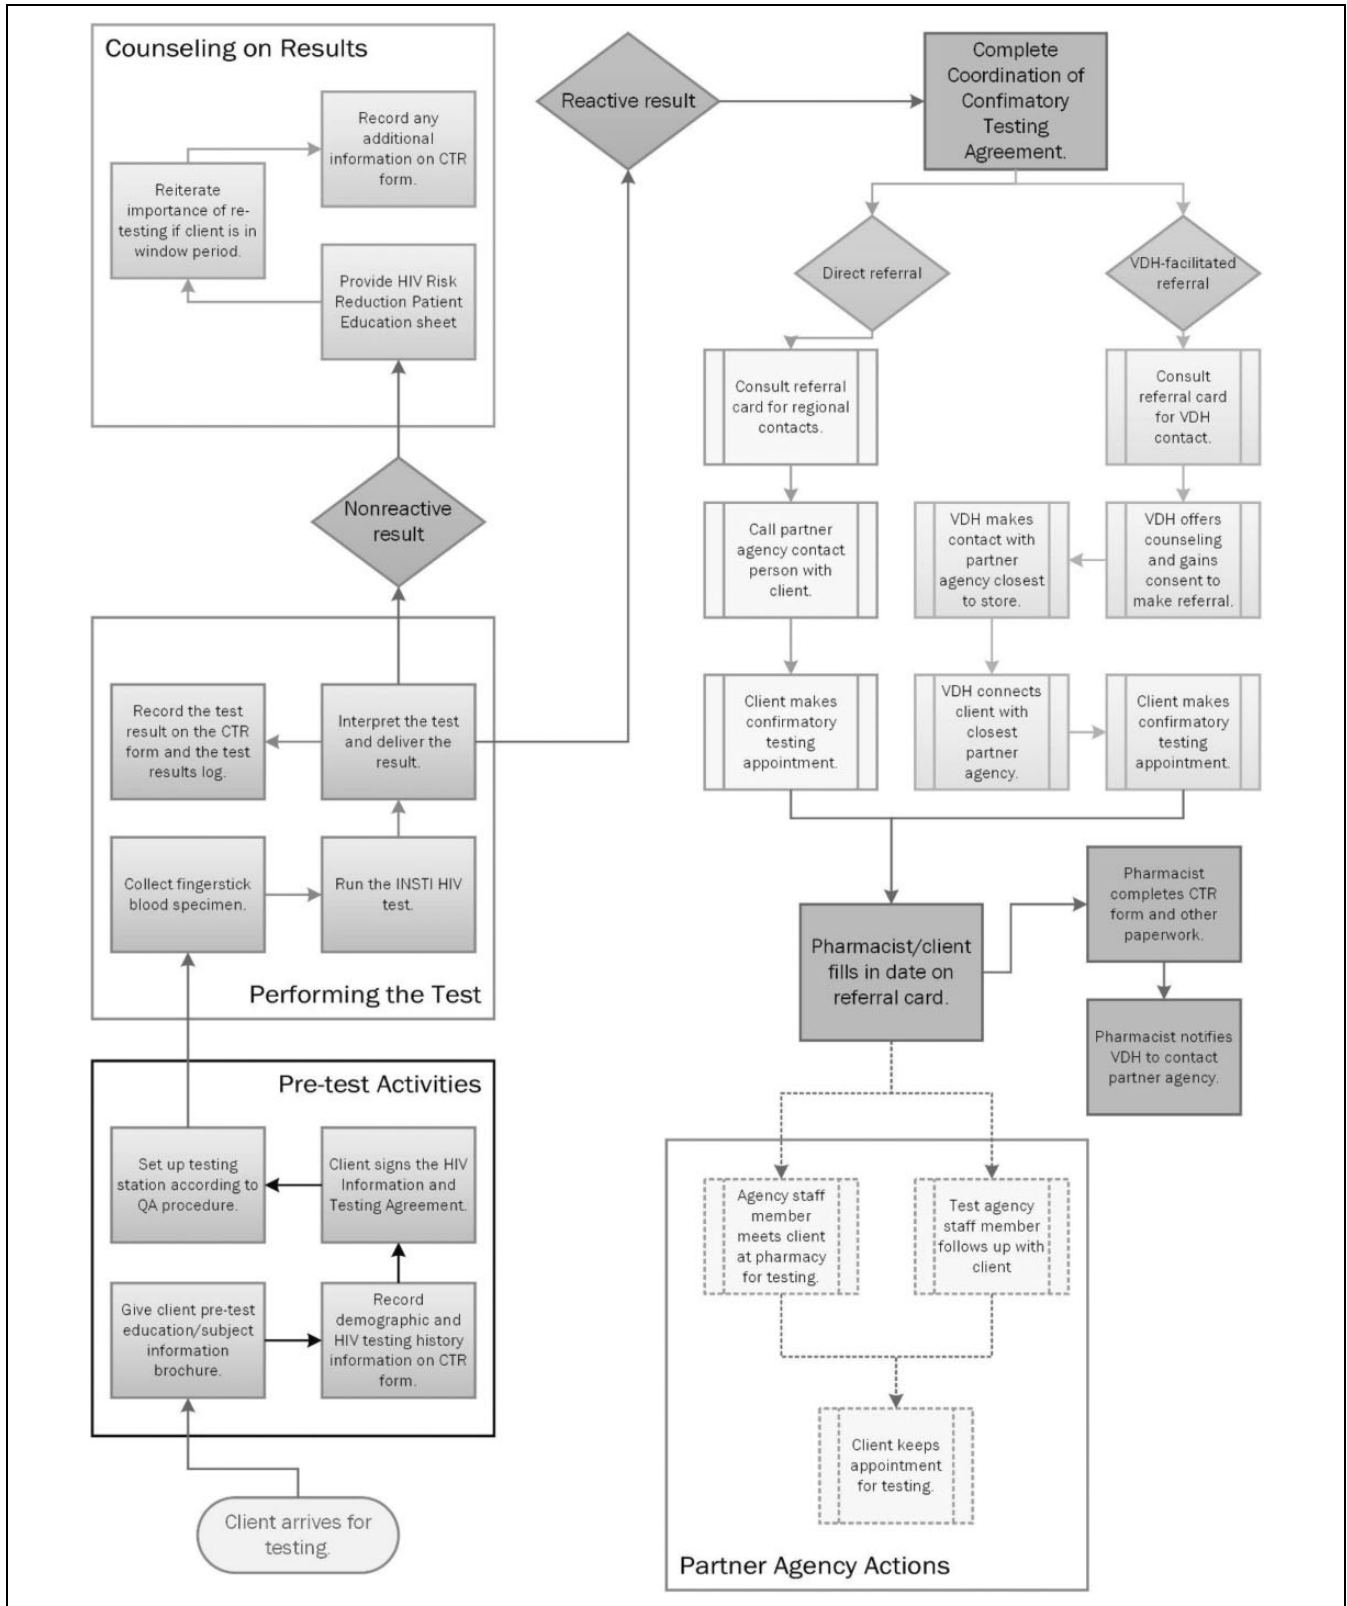 Counseling on Results
Record any
additional
information on CTR
form.
Reiterate
importance of re-
testing if client is in
window period.
Provide HIV Risk
Reduction Patient
Education sheet
Nonreactive
result
Record the test
result on the CTR
form and the test
results log.
Interpret the test
and deliver the
result.
Collect fingerstick
blood specimen.
Run the INSTI HIV
test.
Performing the Test
Pre-test Activities
Set up testing
station according to
QA procedure.
Client signs the HIV
Information and
Testing Agreement.
Give client pre-test
education/subject
information
brochure.
Record
demographic and
HIV testing history
information on CTR
form.
Client arrives for
testing.
Reactive result
Complete
Coordination of
Confimatory
Testing
Agreement.
Direct referral
VDH-facilitated
referral
Consult referral
card for regional
contacts.
Consult
referral card
for VDH
contact.
Call partner
agency contact
person with
client.
VDH makes
contact with
partner
agency closest
to store.
VDH offers
counseling
and gains
consent to
make referral.
Client makes
confirmatory
testing
appointment.
VDH connects
client with
closest
partner
agency.
Client makes
confirmatory
testing
appointment.
Pharmacist/client
fills in date on
referral card.
Pharmacist
completes CTR
form and other
paperwork.
Pharmacist notifies
VDH to contact
partner agency.
Agency staff
member
meets client
at pharmacy
for testing.
Test agency
staff member
follows up with
client
Client keeps
appointment
for testing.
Partner Agency Actions